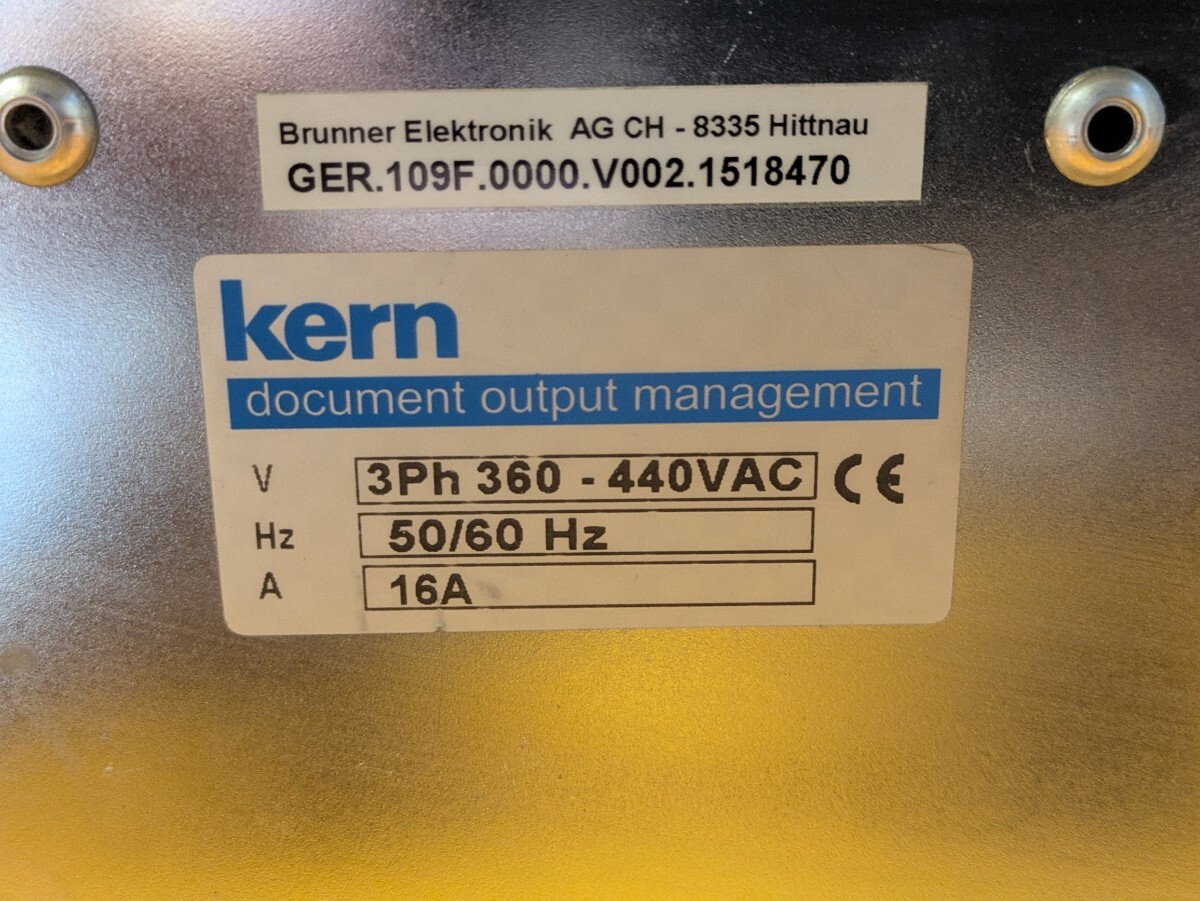 Brunner Elektronik AG CH - 8335 Hittnau
GER.109F.0000.V002.1518470
kern
document output management
V 3Ph 360 - 440VAC CE
Hz 50/60 Hz
A 16A